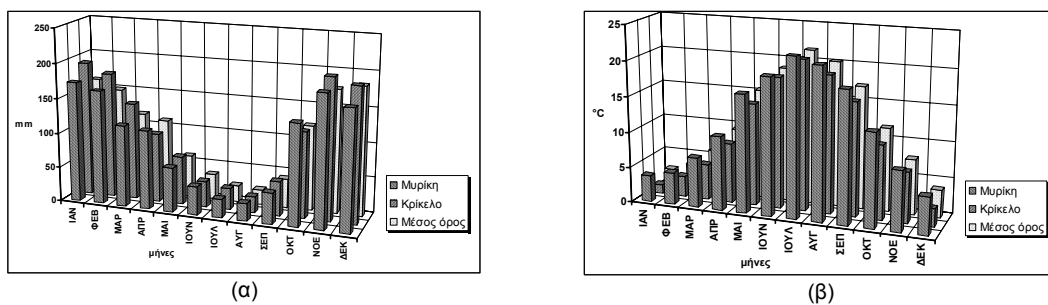 250
200
150
100
50
0
mm
ΙΑΝ
ΦΕΒ
ΜΑΡ
ΑΠΡ
ΜΑΙ
ΙΟΥΝ
ΙΟΥΛ
ΑΥΓ
ΣΕΠ
ΟΚΤ
ΝΟΕ
ΔΕΚ
μήνες
Μυρίκη
Κρίκελο
Μέσος όρος
(α)
25
20
15
10
5
0
°C
ΙΑΝ
ΦΕΒ
ΜΑΡ
ΑΠΡ
ΜΑΙ
ΙΟΥΝ
ΙΟΥΛ
ΑΥΓ
ΣΕΠ
ΟΚΤ
ΝΟΕ
ΔΕΚ
μήνες
Μυρίκη
Κρίκελο
Μέσος όρος
(β)